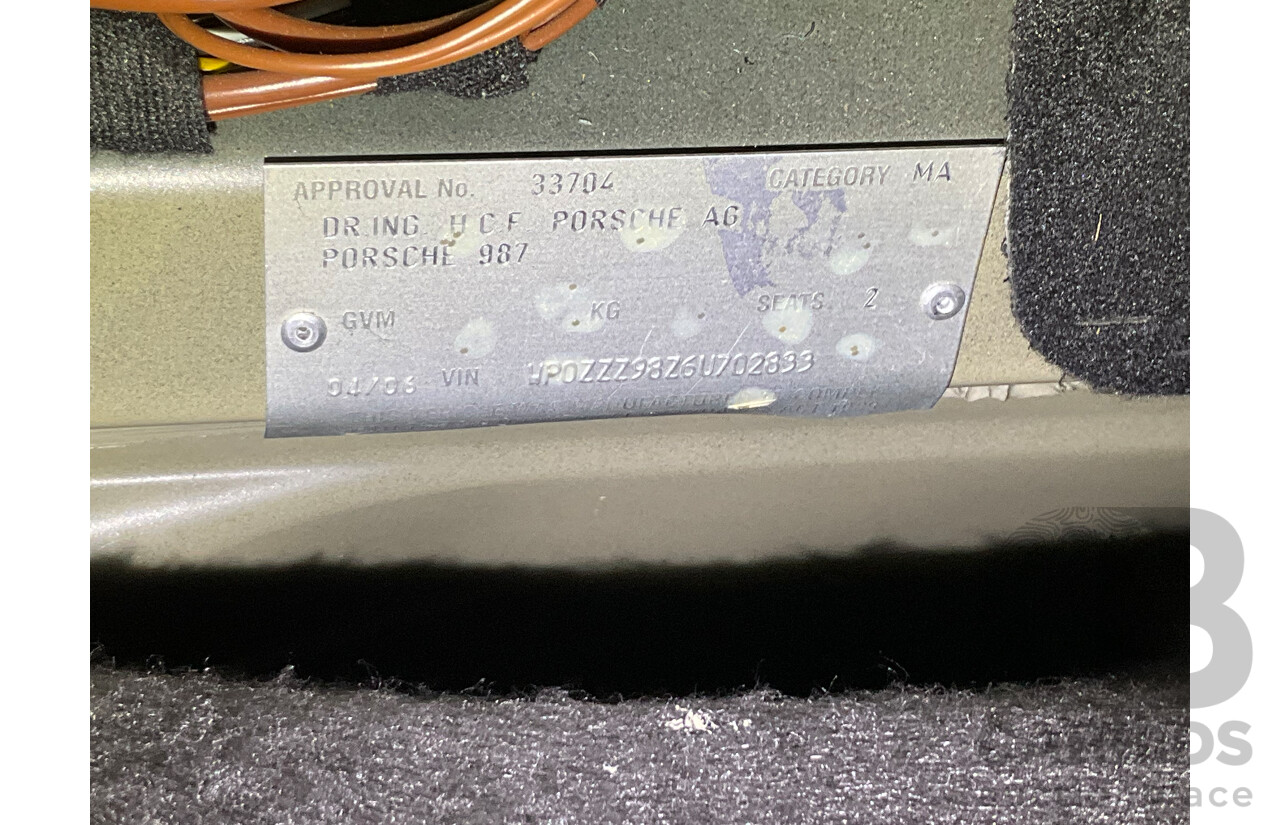 APPROVAL No. 33704 CATEGORY MA
DR.ING. H C F PORSCHE AG
PORSCHE 987
GVM KG SEATS. 2
04/06 VIN WP0ZZZ98Z6U702833